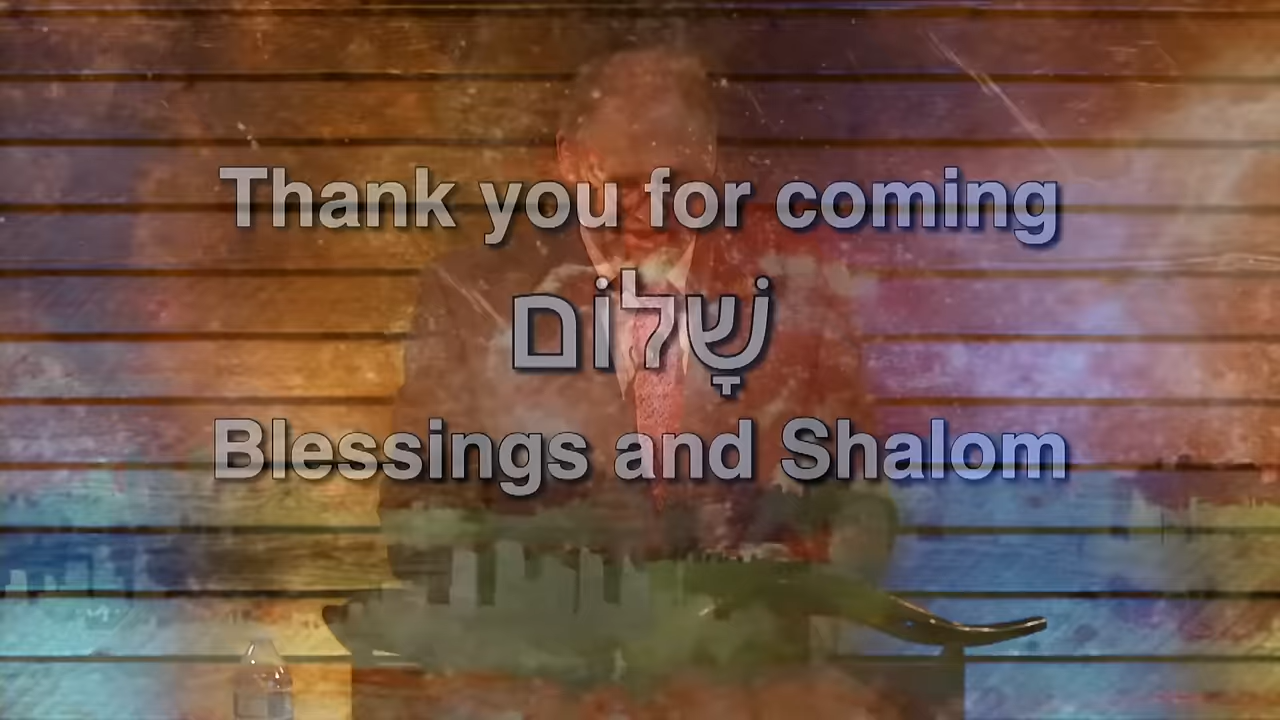 Thank you for coming
שָׁלוֹם
Blessings and Shalom